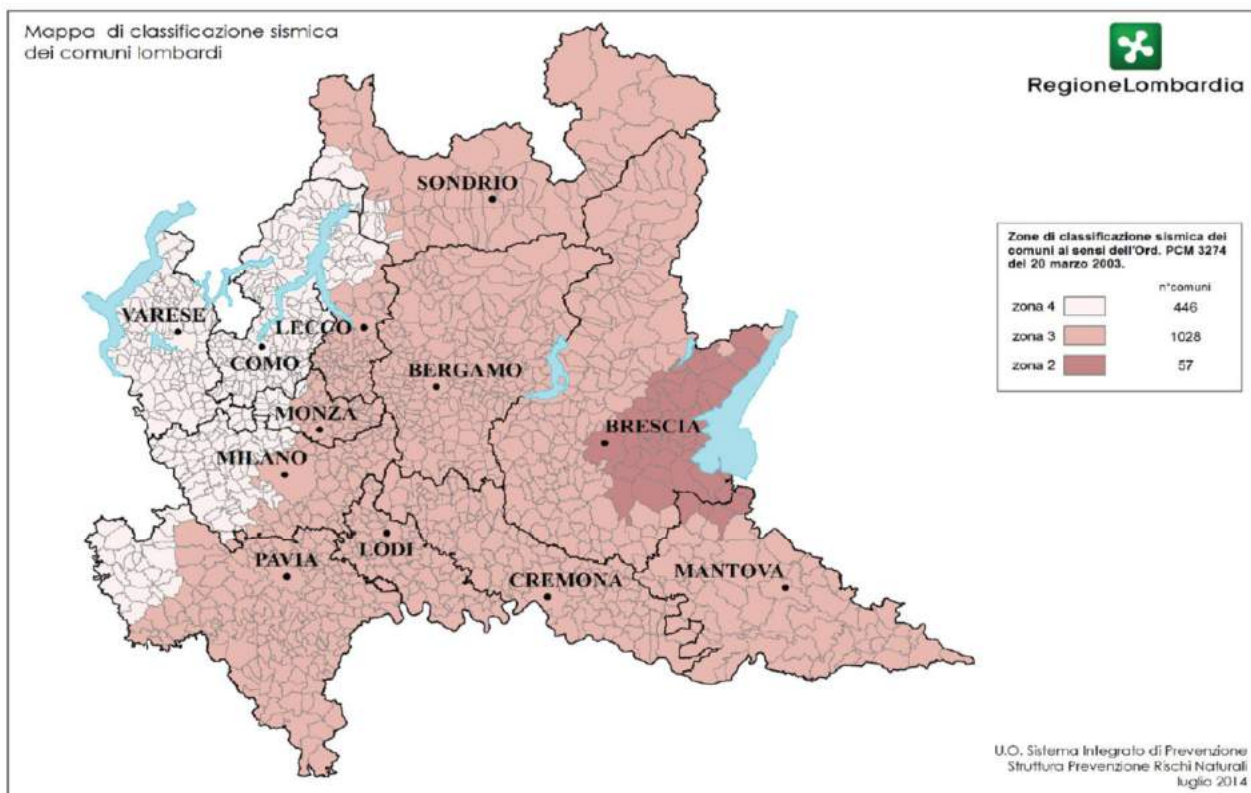 Mappa di classificazione sismica
dei comuni lombardi
RegioneLombardia
SONDRIO
VARESE
LECCO
COMO
BERGAMO
MONZA
BRESCIA
MILANO
PAVIA
LODI
CREMONA
MANTOVA
Zone di classificazione sismica dei
comuni ai sensi dell'Ord. PCM 3274
del 20 marzo 2003.
n°comuni
zona 4 446
zona 3 1028
zona 2 57
U.O. Sistema Integrato di Prevenzione
Struttura Prevenzione Rischi Naturali
luglio 2014